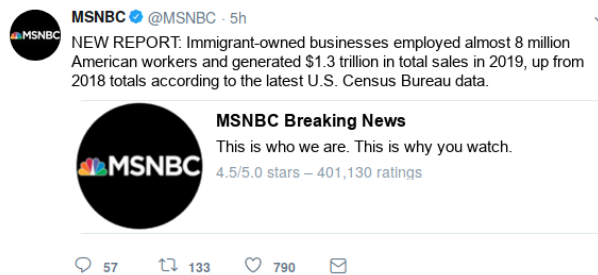 MSNBC @MSNBC · 5h
MSNBC
NEW REPORT: Immigrant-owned businesses employed almost 8 million
American workers and generated $1.3 trillion in total sales in 2019, up from
2018 totals according to the latest U.S. Census Bureau data.
MSNBC Breaking News
This is who we are. This is why you watch.
MSNBC
4.5/5.0 stars – 401,130 ratings
57 133 790